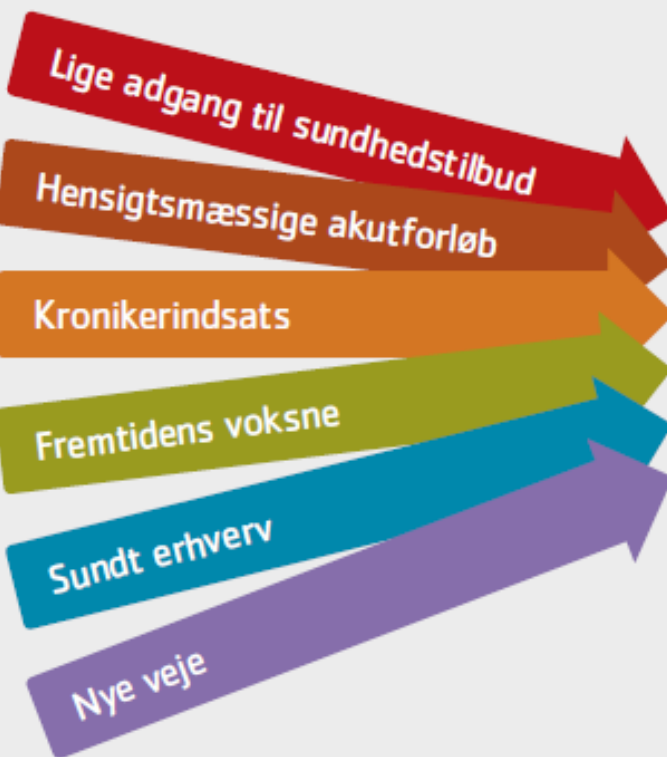 Lige adgang til sundhedstilbud
Hensigtsmæssige akutforløb
Kronikerindsats
Fremtidens voksne
Sundt erhverv
Nye veje